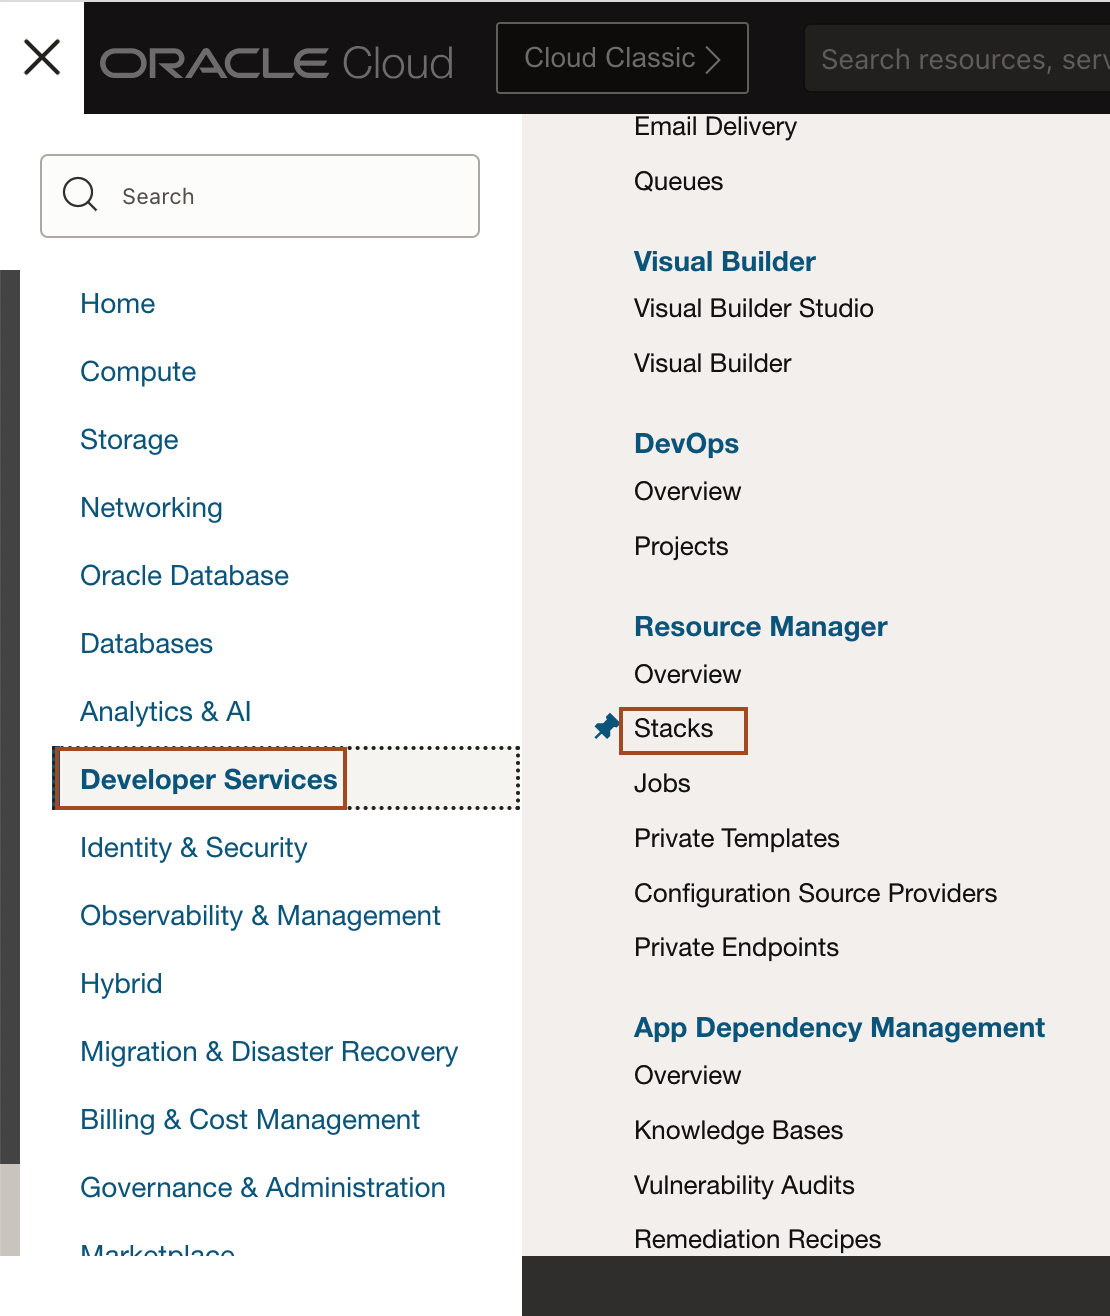 ORACLE Cloud
Cloud Classic
Search resources, serv
Search
Home
Compute
Storage
Networking
Oracle Database
Databases
Analytics & AI
Developer Services
Identity & Security
Observability & Management
Hybrid
Migration & Disaster Recovery
Billing & Cost Management
Governance & Administration
Marketplace
Email Delivery
Queues
Visual Builder
Visual Builder Studio
Visual Builder
DevOps
Overview
Projects
Resource Manager
Overview
Stacks
Jobs
Private Templates
Configuration Source Providers
Private Endpoints
App Dependency Management
Overview
Knowledge Bases
Vulnerability Audits
Remediation Recipes